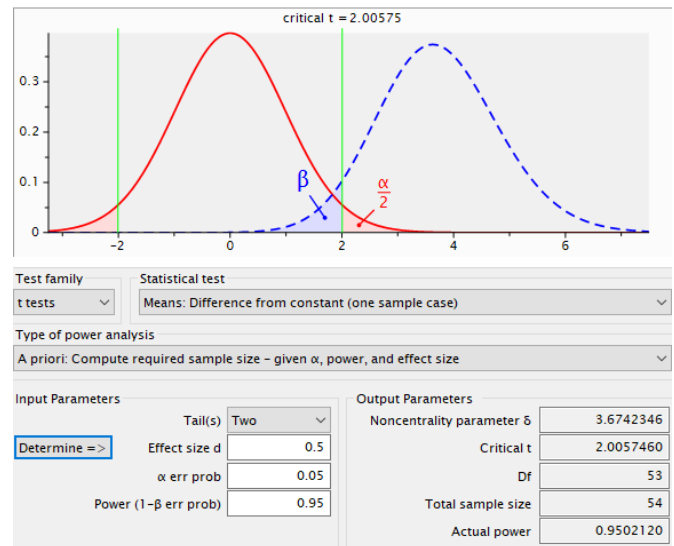 critical t = 2.00575
0.3
0.2
0.1
0
β
α
2
-2 0 2 4 6
Test family
Statistical test
t tests
Means: Difference from constant (one sample case)
Type of power analysis
A priori: Compute required sample size – given α, power, and effect size
Input Parameters
Output Parameters
Tail(s) Two
Noncentrality parameter δ 3.6742346
Determine => Effect size d 0.5
Critical t 2.0057460
α err prob 0.05
Df 53
Power (1-β err prob) 0.95
Total sample size 54
Actual power 0.9502120